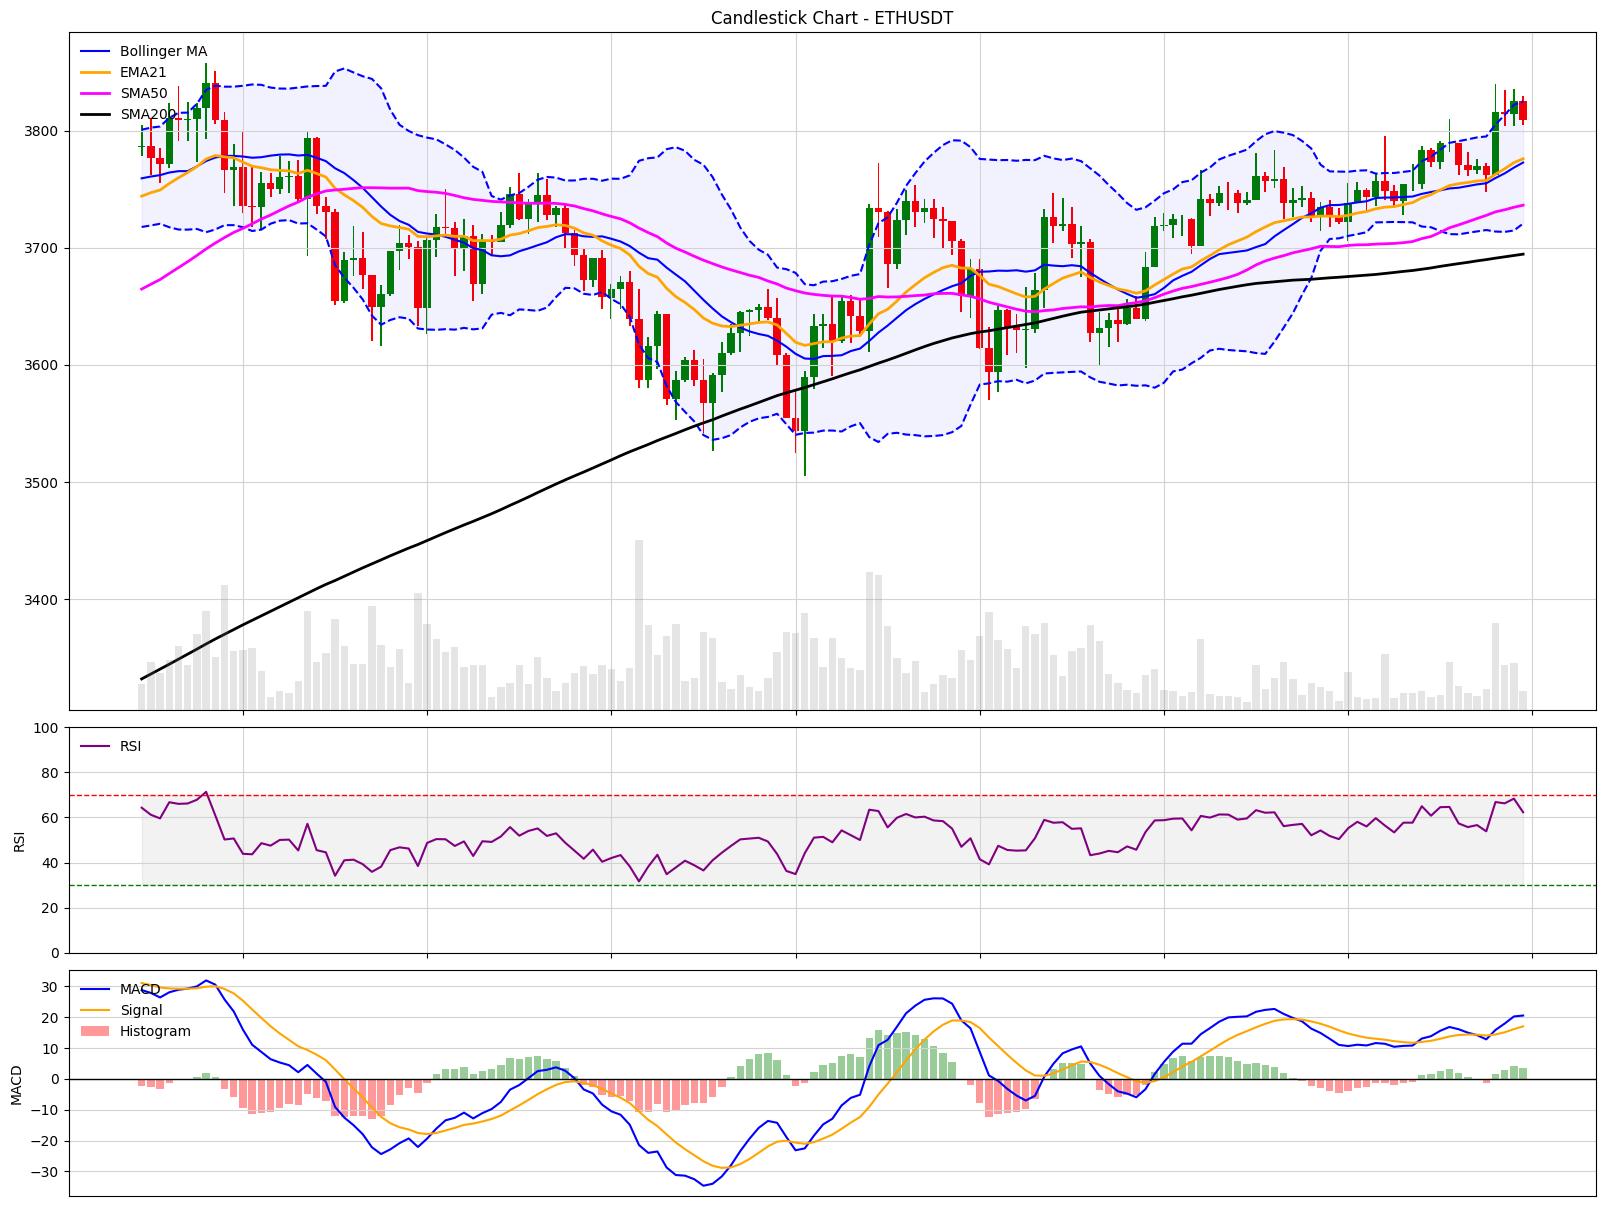 Candlestick Chart - ETHUSDT
Bollinger MA
EMA21
SMA50
SMA200
3800
3700
3600
3500
3400
RSI
100
80
60
40
20
0
RSI
MACD
Signal
Histogram
30
20
10
0
−10
−20
−30
MACD